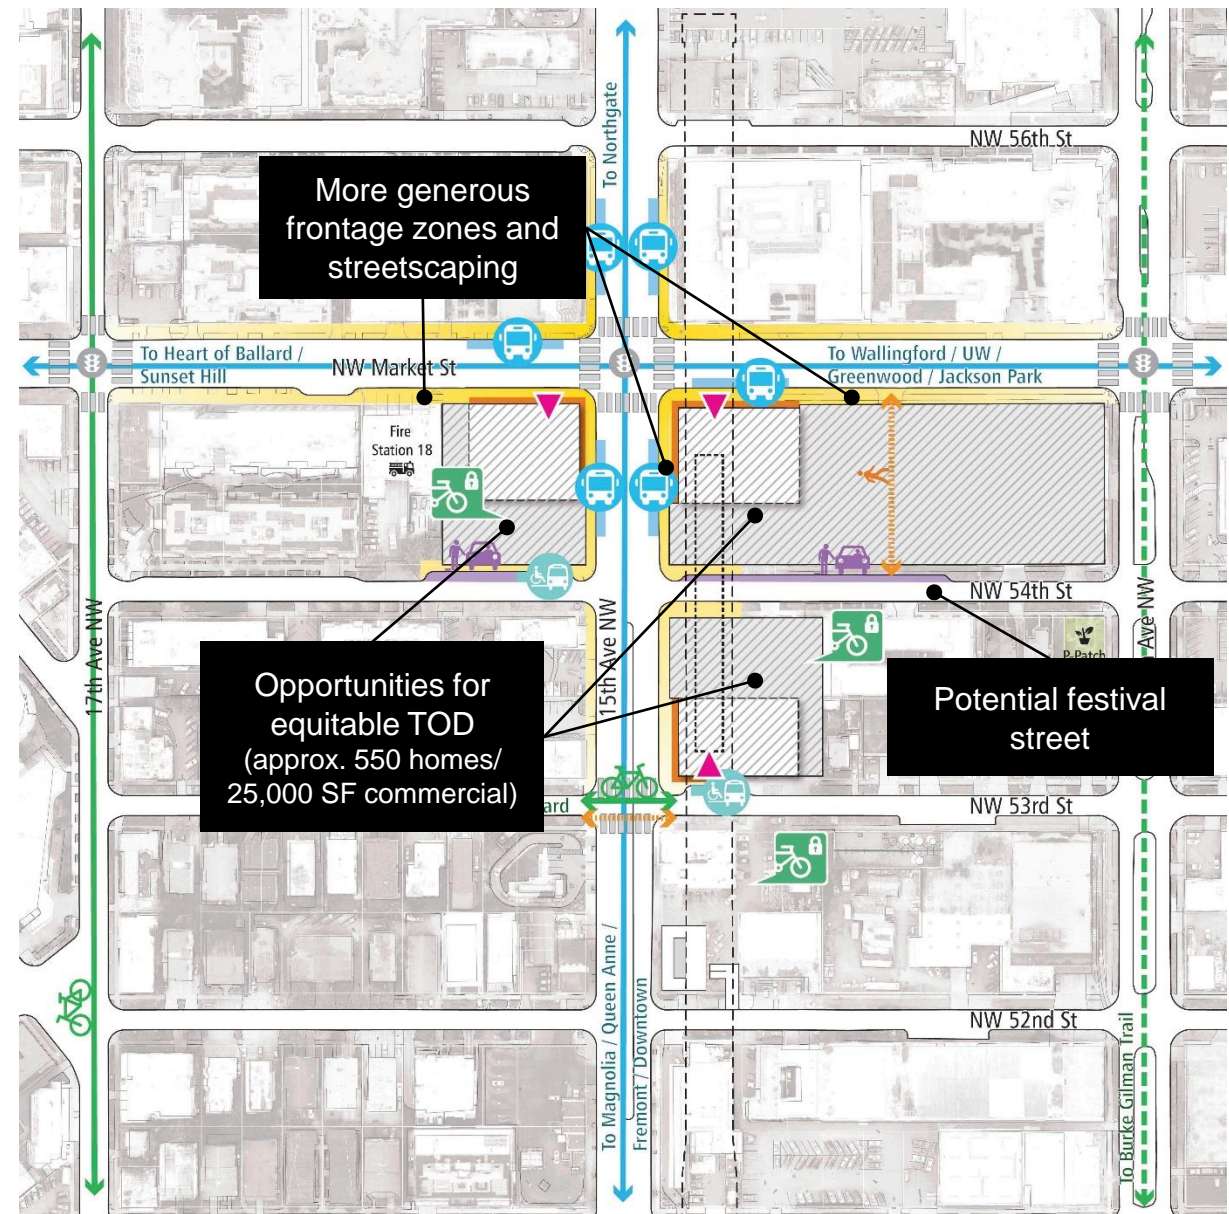 To Northgate
NW 56th St
More generous
frontage zones and
streetscaping
To Heart of Ballard /
Sunset Hill
NW Market St
To Wallingford / UW /
Greenwood / Jackson Park
Fire
Station 18
NW 54th St
17th Ave NW
15th Ave NW
Ave NW
P-Patch
Opportunities for
equitable TOD
(approx. 550 homes/
25,000 SF commercial)
Potential festival
street
NW 53rd St
NW 52nd St
To Magnolia / Queen Anne /
Fremont / Downtown
To Burke Gilman Trail